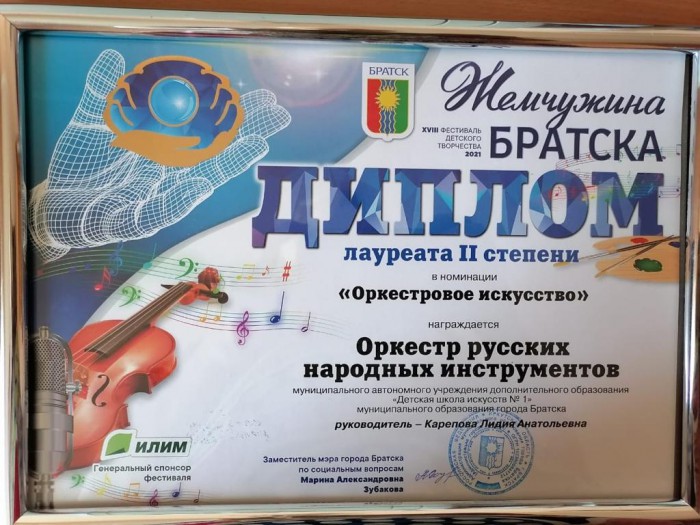 БРАТСК
Жемчужина
БРАТСКА
XVIII ФЕСТИВАЛЬ
ДЕТСКОГО
ТВОРЧЕСТВА
2021
ДИПЛОМ
лауреата II степени
в номинации
«Оркестровое искусство»
награждается
Оркестр русских
народных инструментов
муниципального автономного учреждения дополнительного образования
«Детская школа искусств № 1»
муниципального образования города Братска
руководитель – Карепова Лидия Анатольевна
ИЛИМ
Генеральный спонсор
фестиваля
Заместитель мэра города Братска
по социальным вопросам
Марина Александровна
Зубакова